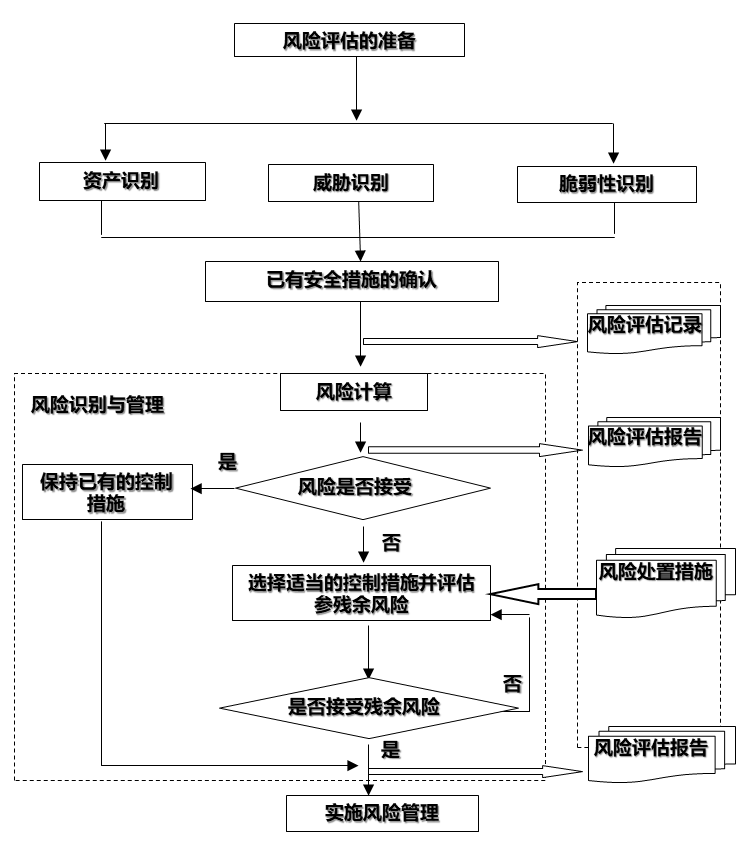 风险评估的准备
资产识别
威胁识别
脆弱性识别
已有安全措施的确认
风险评估记录
风险计算
风险识别与管理
风险评估报告
是
风险是否接受
保持已有的控制
措施
否
选择适当的控制措施并评估
参残余风险
风险处置措施
是否接受残余风险
否
是
风险评估报告
实施风险管理